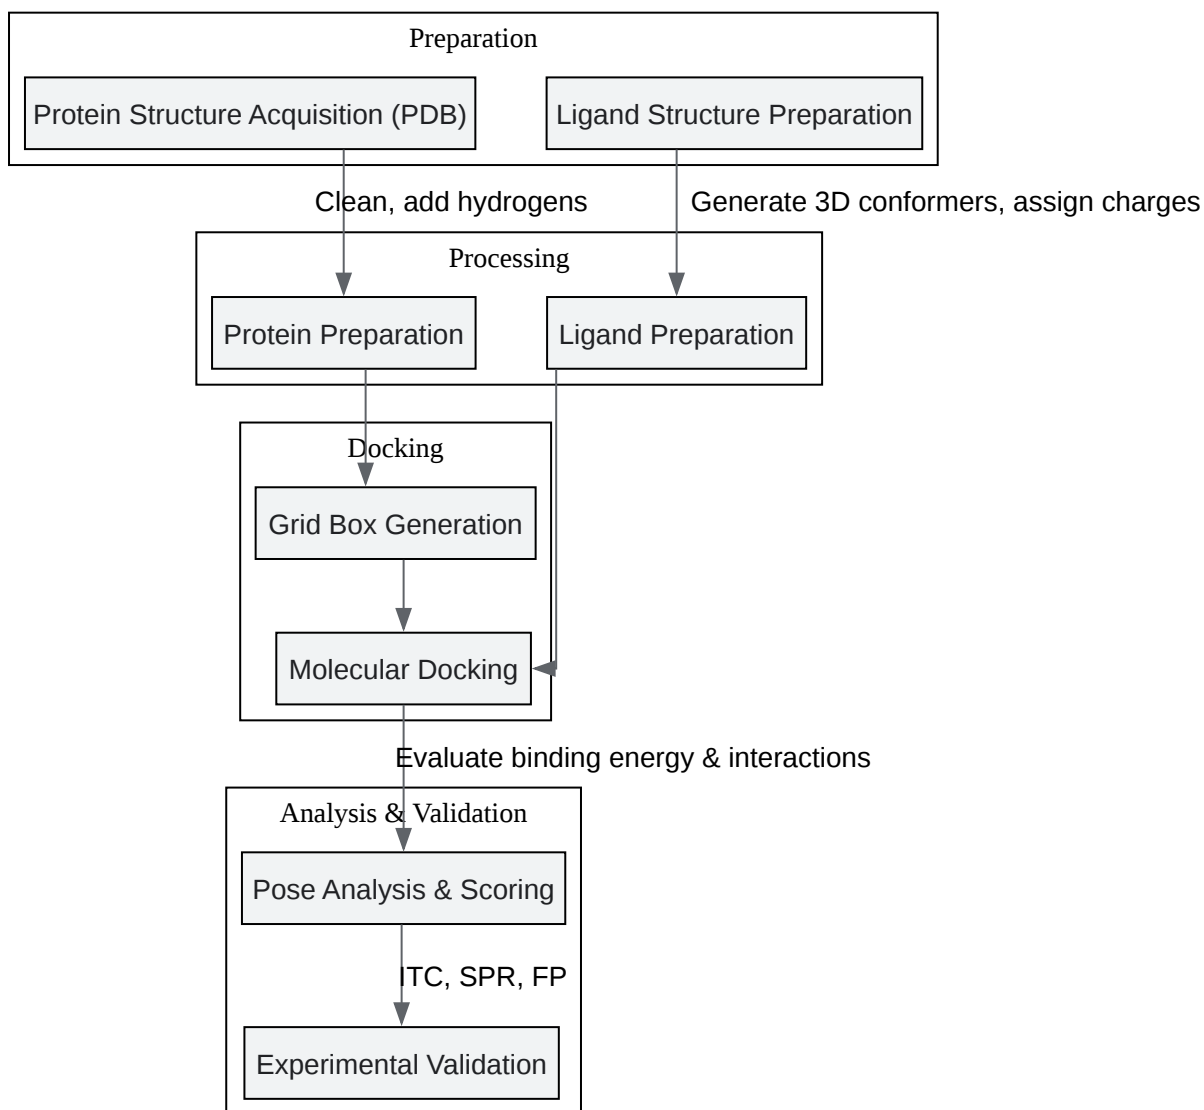 Preparation
Protein Structure Acquisition (PDB)
Ligand Structure Preparation
Clean, add hydrogens
Generate 3D conformers, assign charges
Processing
Protein Preparation
Ligand Preparation
Docking
Grid Box Generation
Molecular Docking
Evaluate binding energy & interactions
Analysis & Validation
Pose Analysis & Scoring
ITC, SPR, FP
Experimental Validation